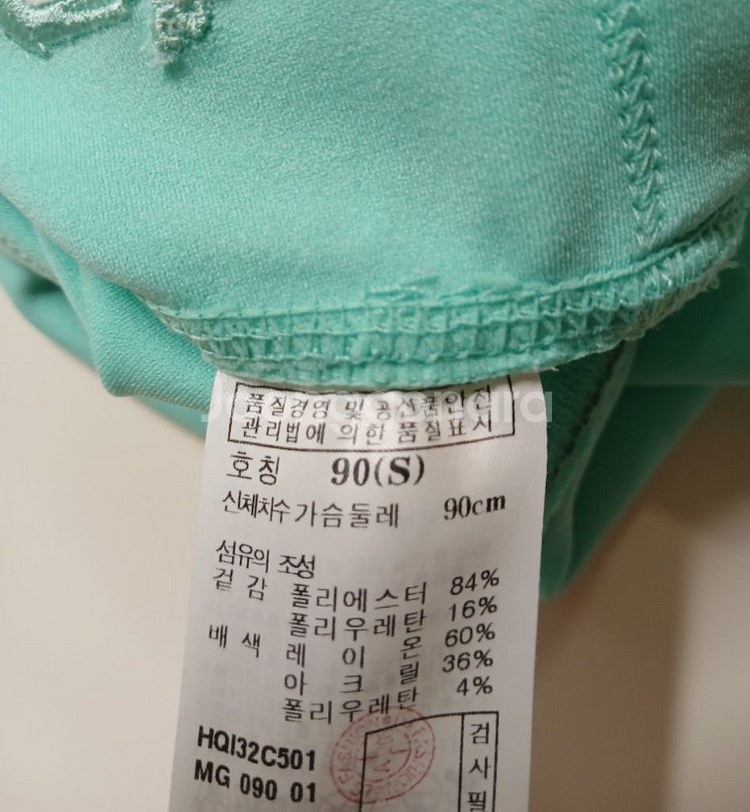 품질경영 및 공산품안전
관리법에 의한 품질표시
호칭 90(S)
신체치수 가슴둘레 90cm
섬유의 조성
겉 감 폴리에스터 84%
폴리우레탄 16%
배 색 레 이 온 60%
아 크 릴 36%
폴리우레탄 4%
HQI32C501
MG 090 01
검
사
필